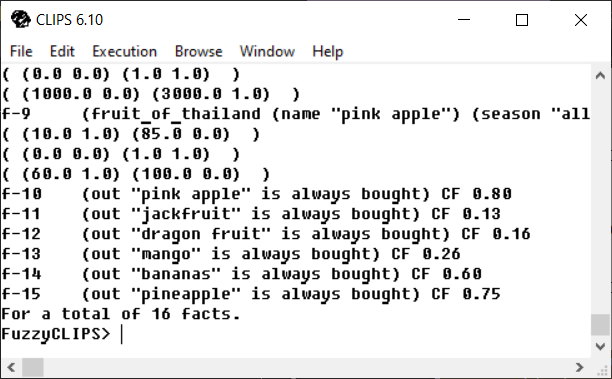 CLIPS 6.10
File Edit Execution Browse Window Help
( (0.0 0.0) (1.0 1.0)  )
( (1000.0 0.0) (3000.0 1.0)  )
f-9     (fruit_of_thailand (name "pink apple") (season "all
( (10.0 1.0) (85.0 0.0)  )
( (0.0 0.0) (1.0 1.0)  )
( (60.0 1.0) (100.0 0.0)  )
f-10    (out "pink apple" is always bought) CF 0.80
f-11    (out "jackfruit" is always bought) CF 0.13
f-12    (out "dragon fruit" is always bought) CF 0.16
f-13    (out "mango" is always bought) CF 0.26
f-14    (out "bananas" is always bought) CF 0.60
f-15    (out "pineapple" is always bought) CF 0.75
For a total of 16 facts.
FuzzyCLIPS>